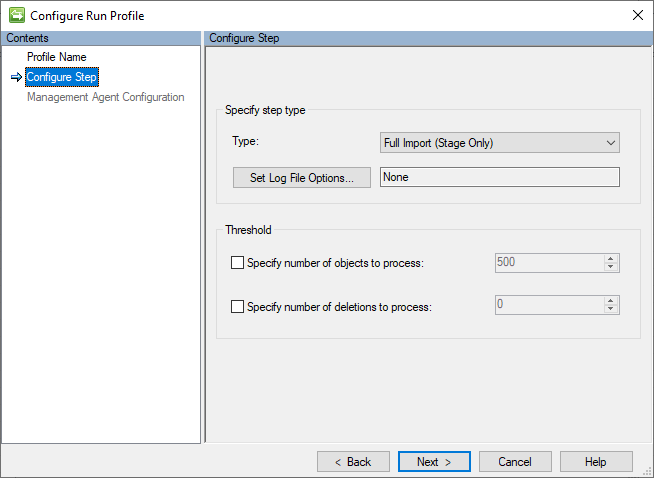 Configure Run Profile
Contents
Profile Name
Configure Step
Management Agent Configuration
Configure Step
Specify step type
Type:
Full Import (Stage Only)
Set Log File Options...
None
Threshold
Specify number of objects to process:
500
Specify number of deletions to process:
0
< Back
Next >
Cancel
Help